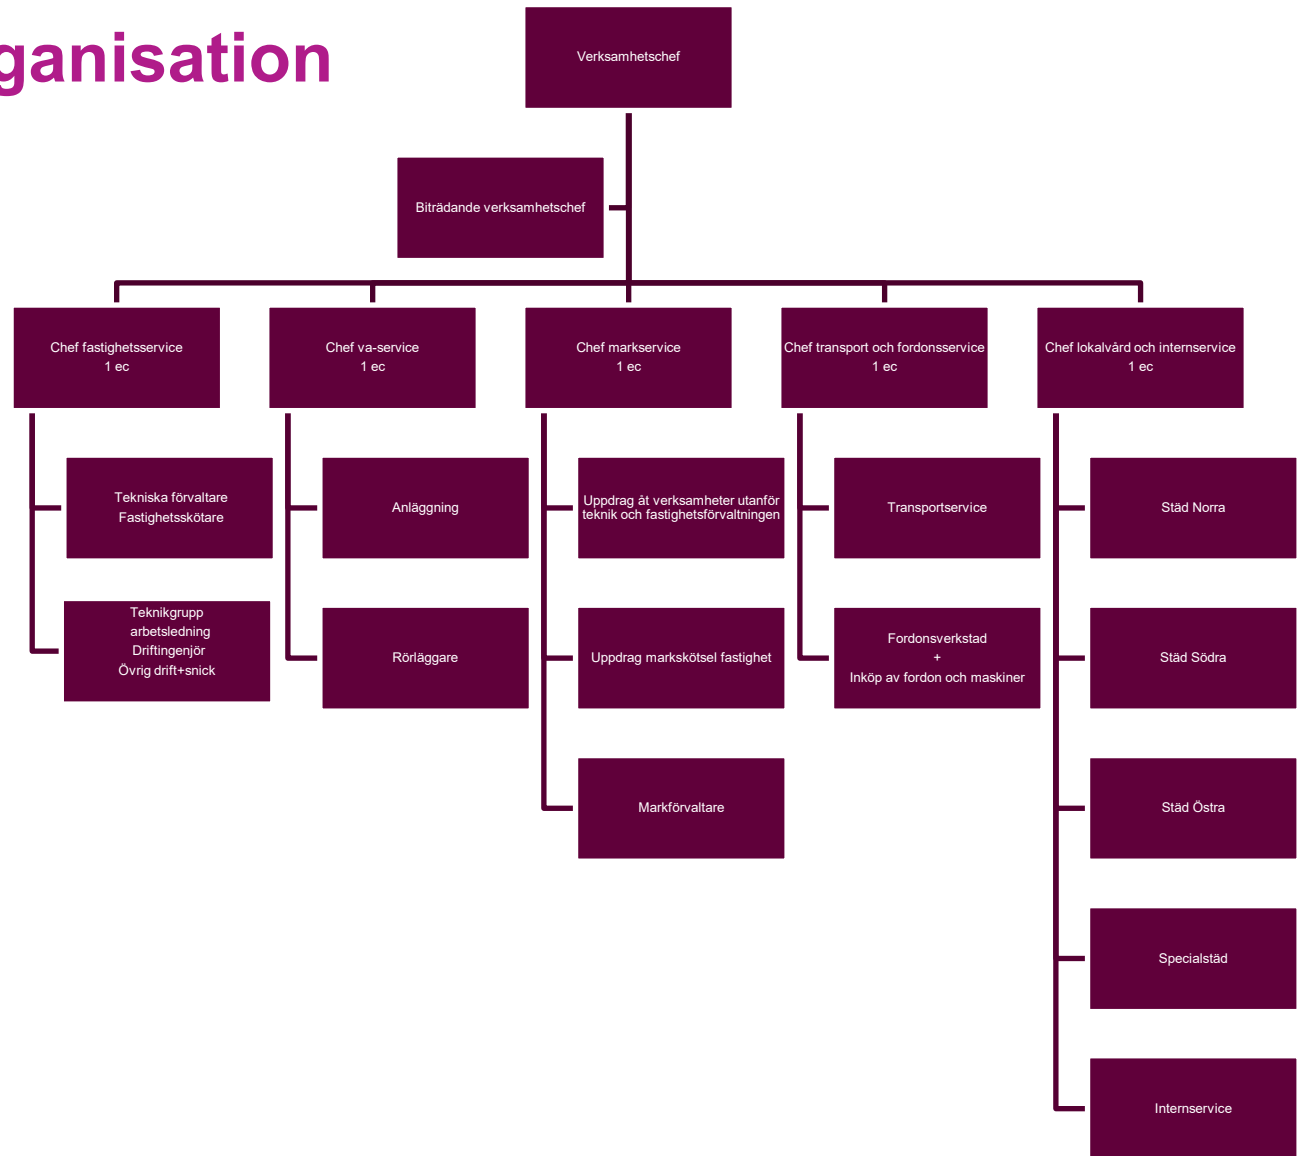 ganisation
Verksamhetschef
Biträdande verksamhetschef
Chef fastighetsservice
1 ec
Chef va-service
1 ec
Chef markservice
1 ec
Chef transport och fordonsservice
1 ec
Chef lokalvård och internservice
1 ec
Tekniska förvaltare
Fastighetsskötare
Teknikgrupp
arbetsledning
Driftingenjör
Övrig drift+snick
Anläggning
Rörläggare
Uppdrag åt verksamheter utanför
teknik och fastighetsförvaltningen
Uppdrag markskötsel fastighet
Markförvaltare
Transportservice
Fordonsverkstad
+
Inköp av fordon och maskiner
Städ Norra
Städ Södra
Städ Östra
Specialstäd
Internservice